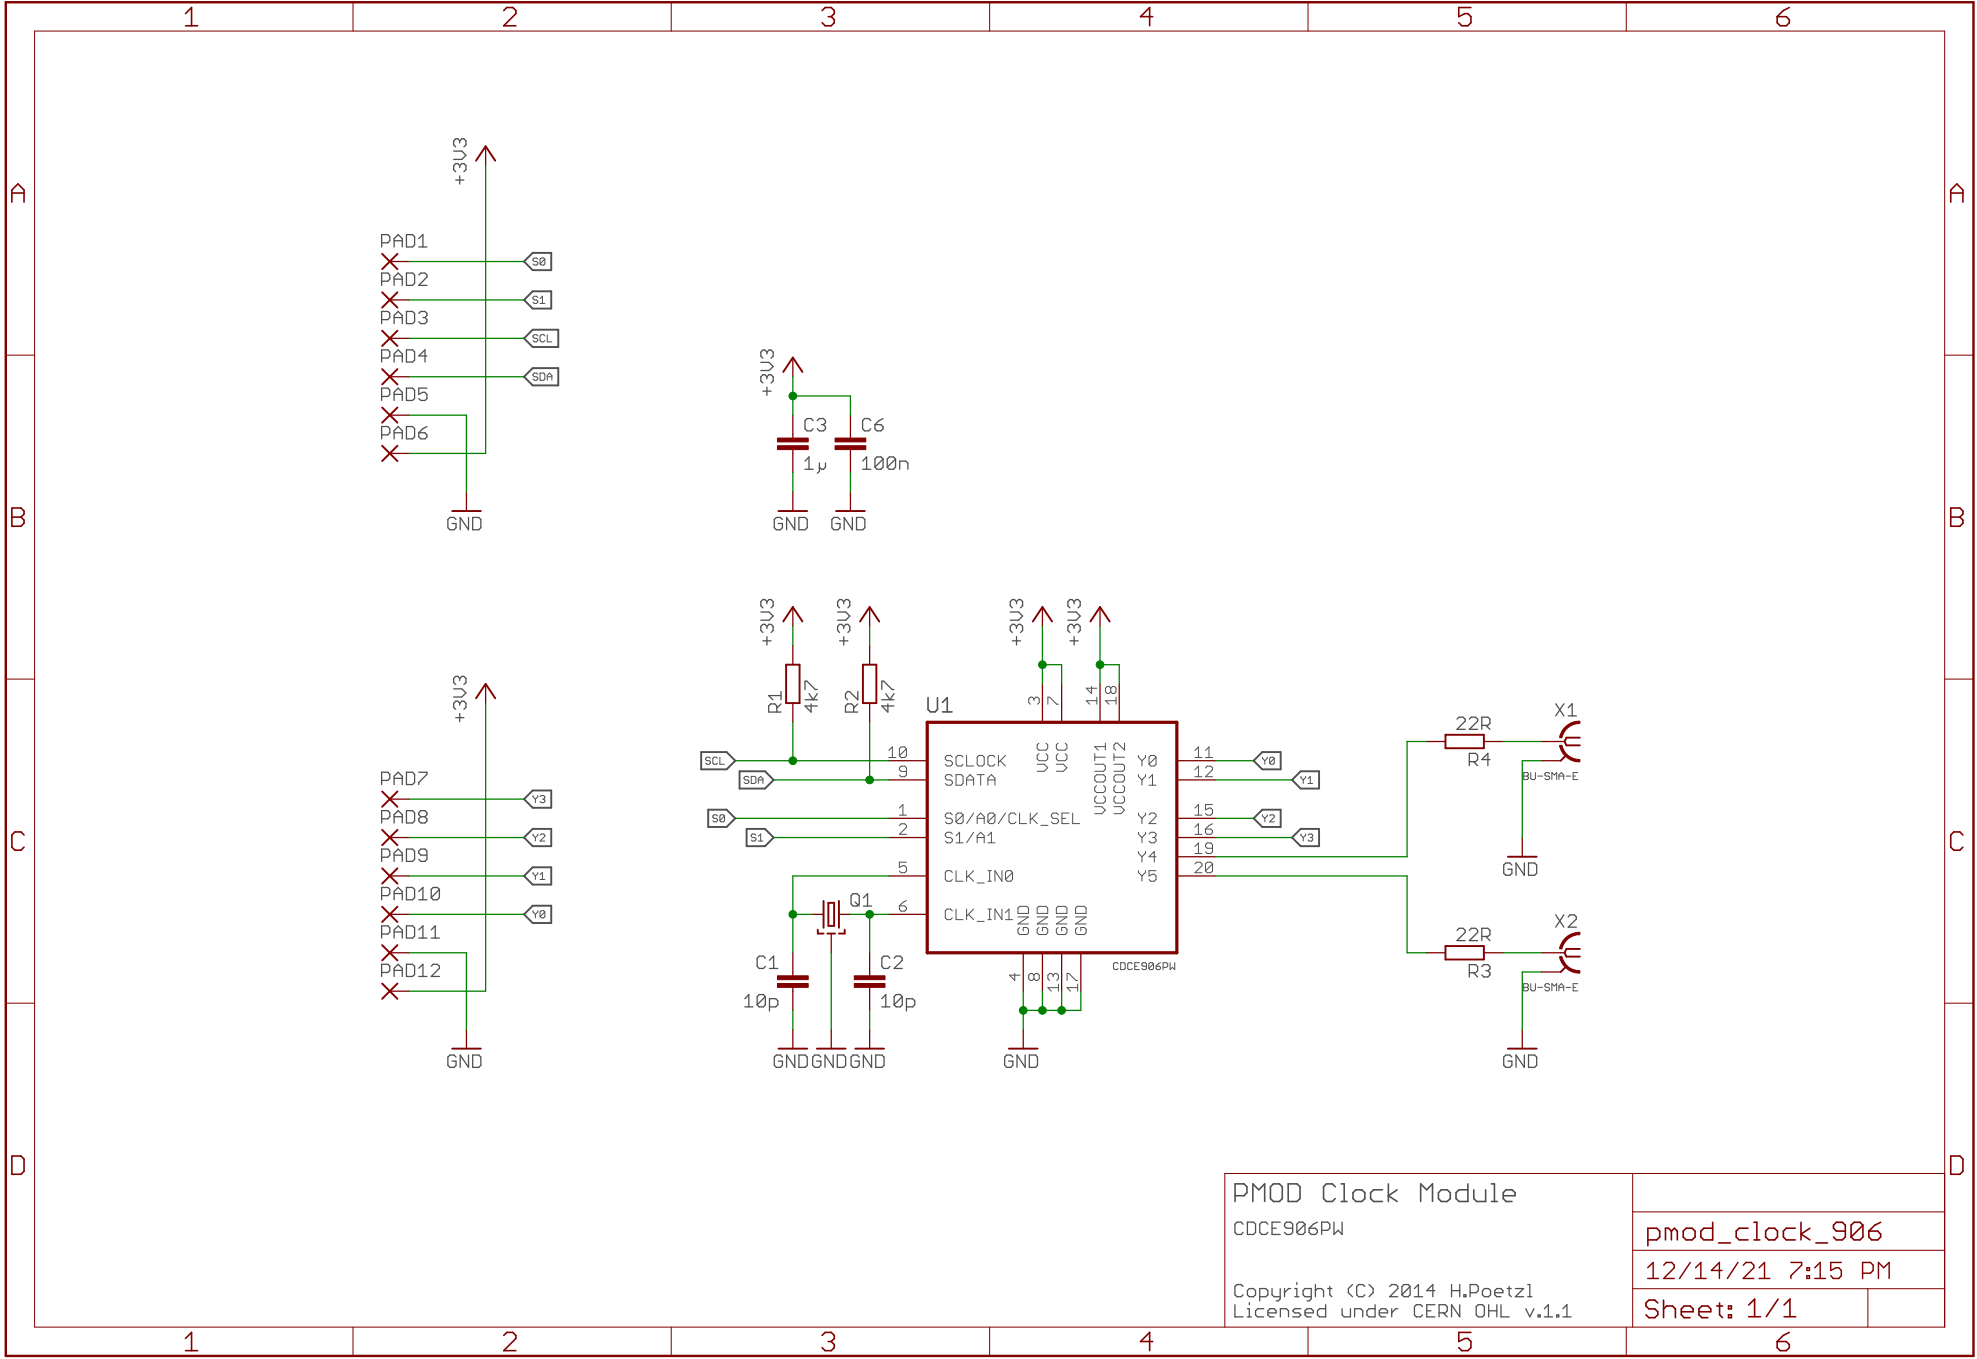 1 2 3 4 5 6
A A
B B
C C
D D
+3V3
PAD1 S0
PAD2 S1
PAD3 SCL
PAD4 SDA
PAD5
PAD6
GND
+3V3
C3 C6
1µ 100n
GND GND
+3V3
PAD7 Y3
PAD8 Y2
PAD9 Y1
PAD10 Y0
PAD11
PAD12
GND
+3V3 +3V3 +3V3 +3V3
R1 4k7 R2 4k7
U1
3 7 14 18
VCC VCC VCCOUT1 VCCOUT2
SCL 10 SCLOCK
SDA 9 SDATA
S0 1 S0/A0/CLK_SEL
S1 2 S1/A1
5 CLK_IN0
6 CLK_IN1
Y0 11 Y0
Y1 12 Y1
Y2 15 Y2
Y3 16 Y3
Y4 19
Y5 20
GND GND GND GND
4 8 13 17
CDCE906PW
GND
Q1
C1 C2
10p 10p
GND GND GND
X1
22R
R4
BU-SMA-E
GND
X2
22R
R3
BU-SMA-E
GND
PMOD Clock Module
CDCE906PW
Copyright (C) 2014 H.Poetzl
Licensed under CERN OHL v.1.1
pmod_clock_906
12/14/21 7:15 PM
Sheet: 1/1
1 2 3 4 5 6